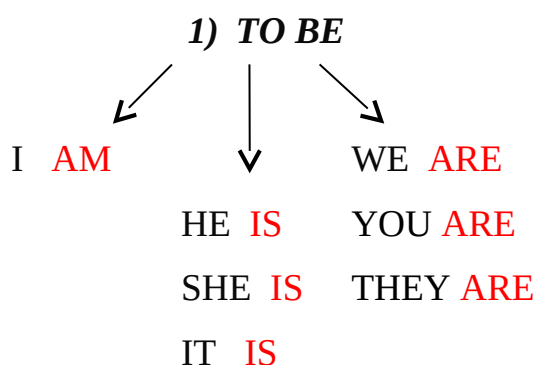 1) TO BE
I AM
WE ARE
HE IS
YOU ARE
SHE IS
THEY ARE
IT IS